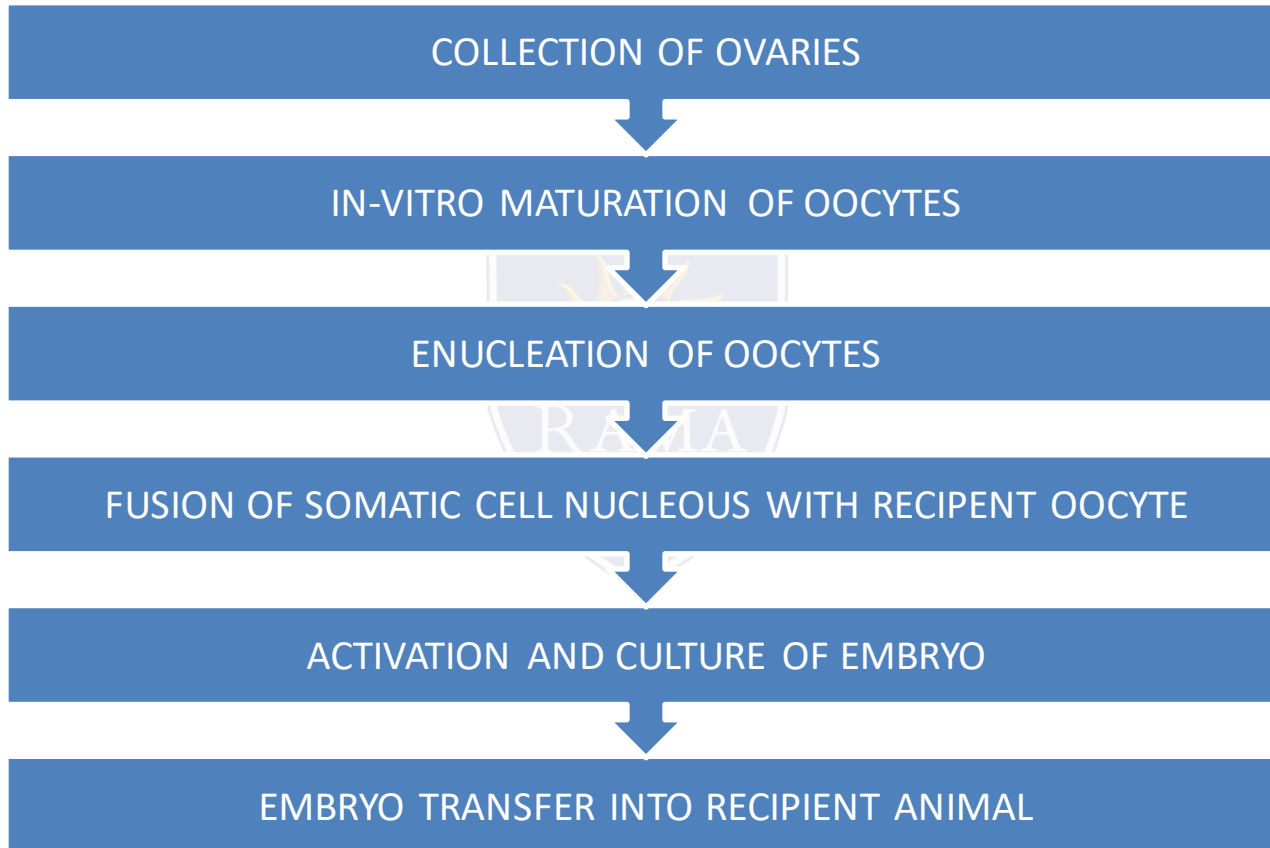 COLLECTION OF OVARIES
IN-VITRO MATURATION OF OOCYTES
ENUCLEATION OF OOCYTES
RAMA
FUSION OF SOMATIC CELL NUCLEOUS WITH RECIPENT OOCYTE
ACTIVATION AND CULTURE OF EMBRYO
EMBRYO TRANSFER INTO RECIPIENT ANIMAL